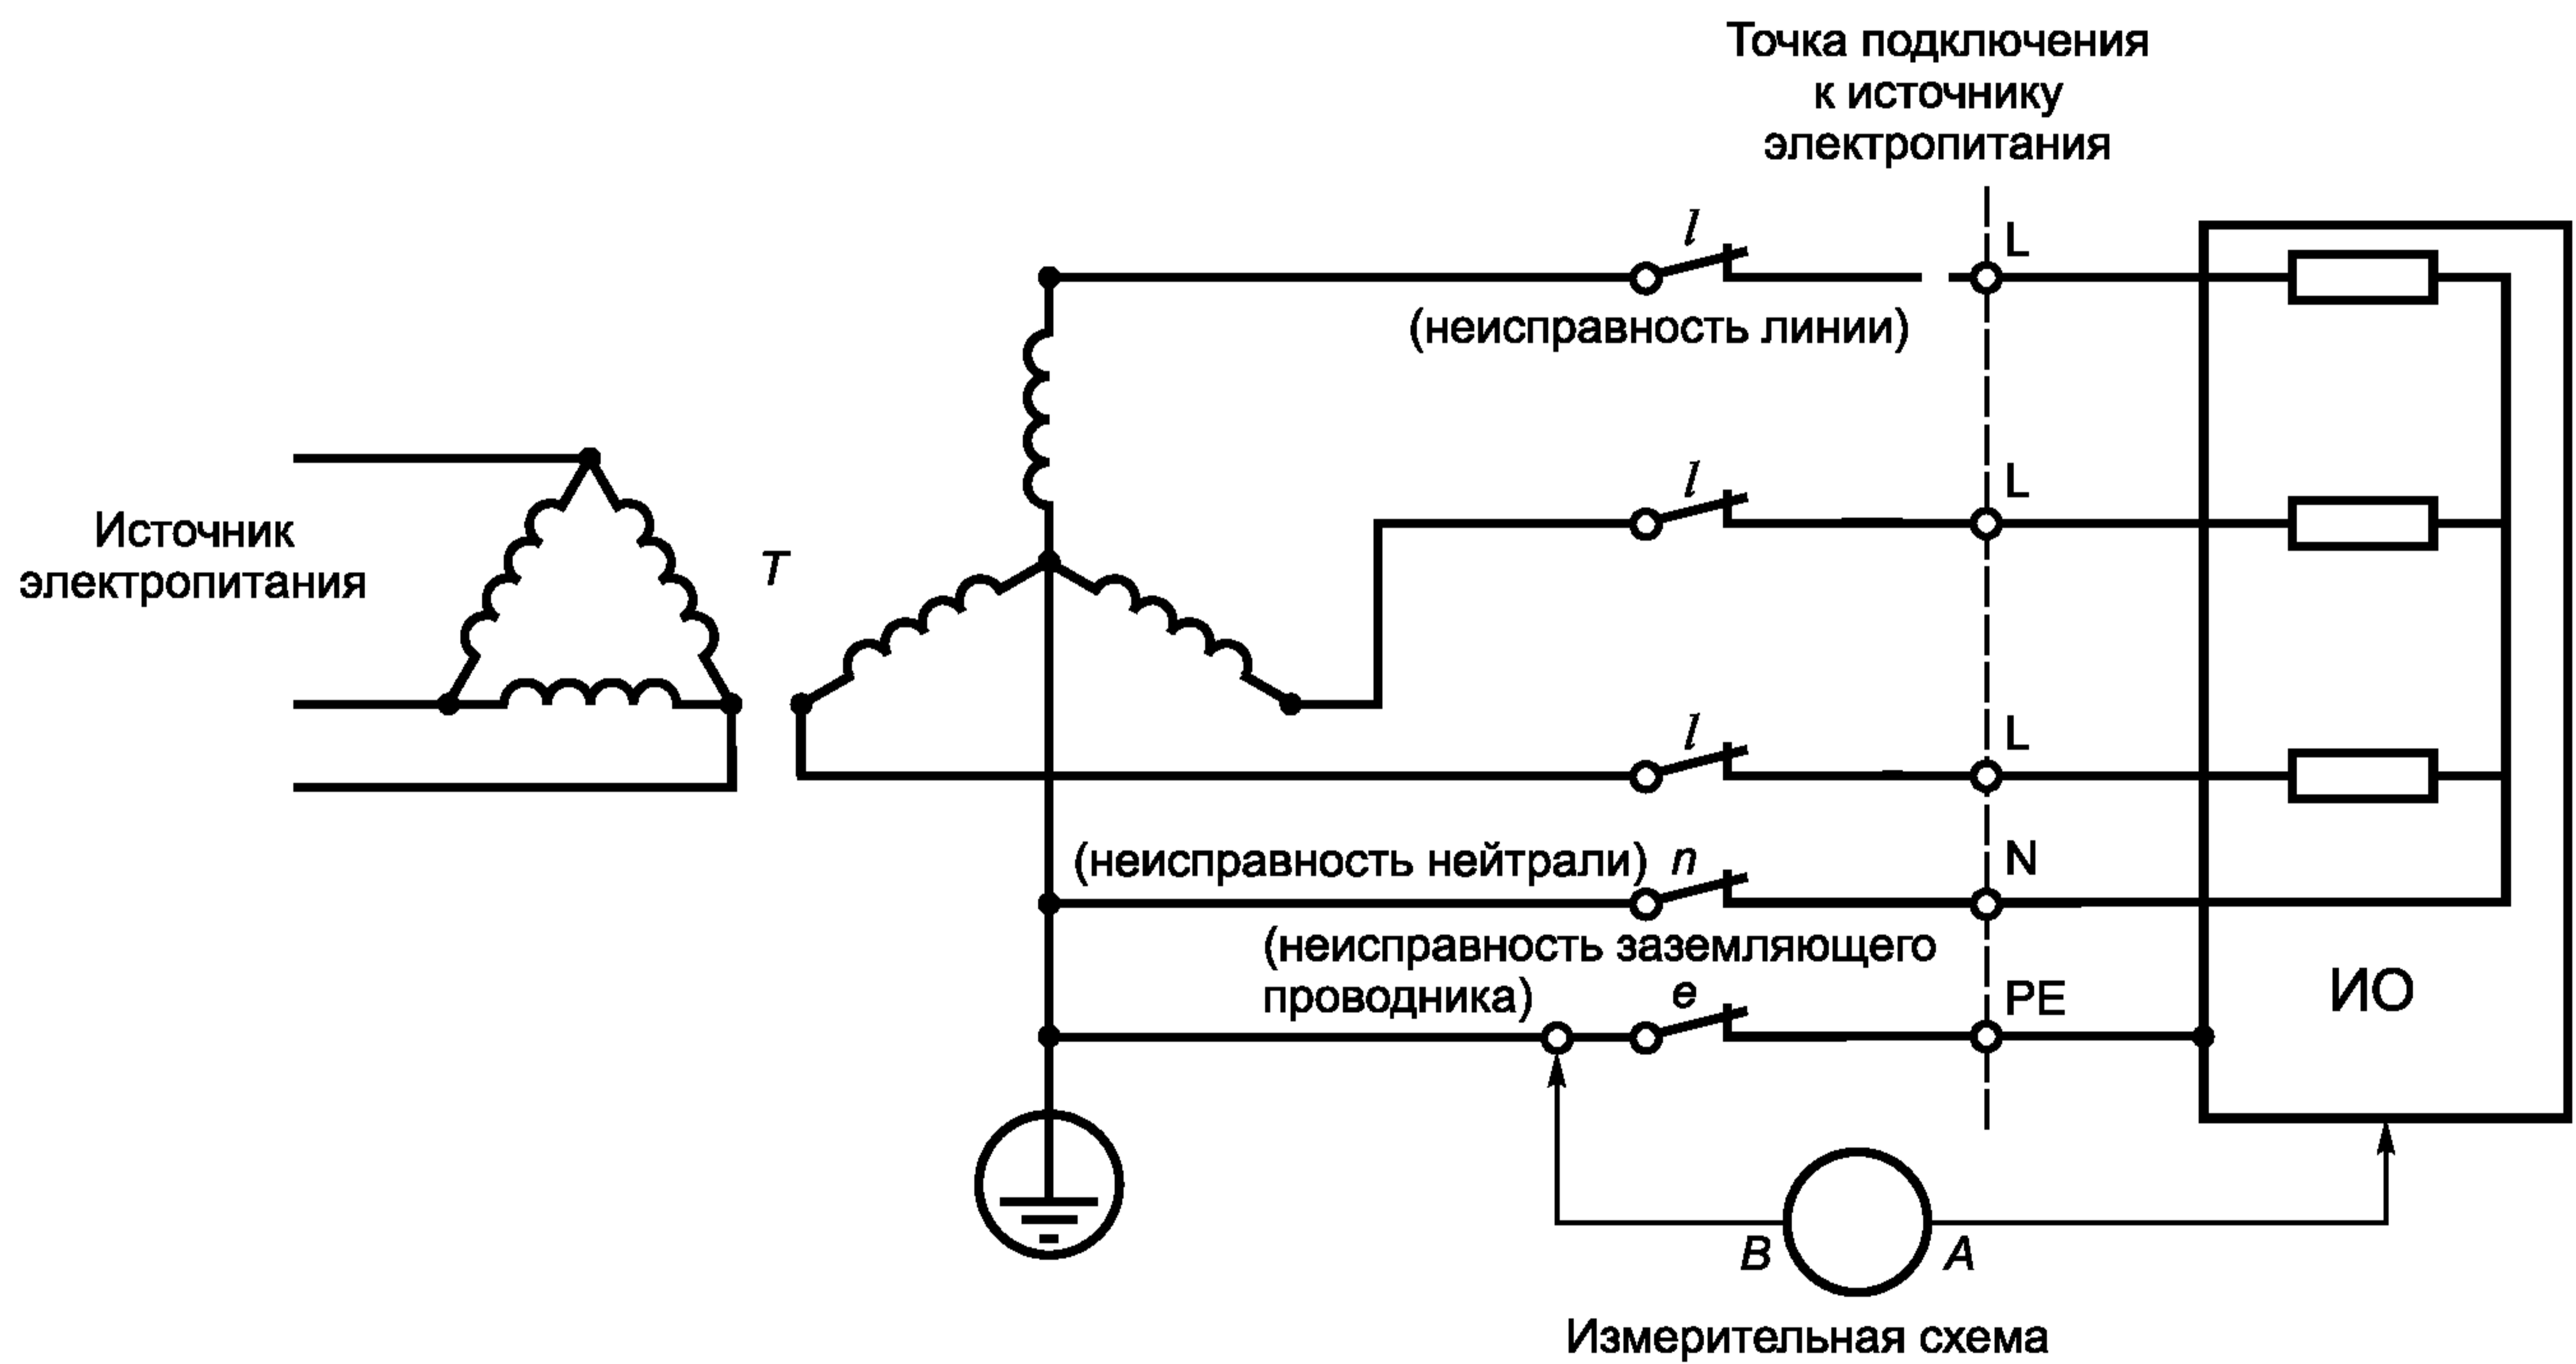 Точка подключения
к источнику
электропитания
l
L
(неисправность линии)
l
L
Источник
электропитания
T
l
L
(неисправность нейтрали) n
N
(неисправность заземляющего
проводника)
e
PE
ИО
B
A
Измерительная схема